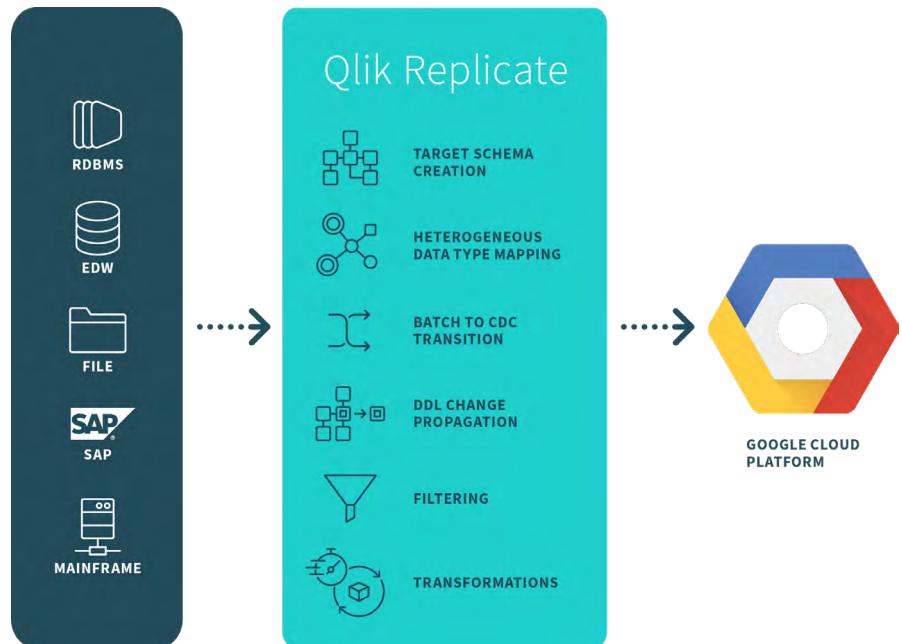 RDBMS
EDW
FILE
SAP
SAP
MAINFRAME
Qlik Replicate
TARGET SCHEMA
CREATION
HETEROGENEOUS
DATA TYPE MAPPING
BATCH TO CDC
TRANSITION
DDL CHANGE
PROPAGATION
FILTERING
TRANSFORMATIONS
GOOGLE CLOUD
PLATFORM